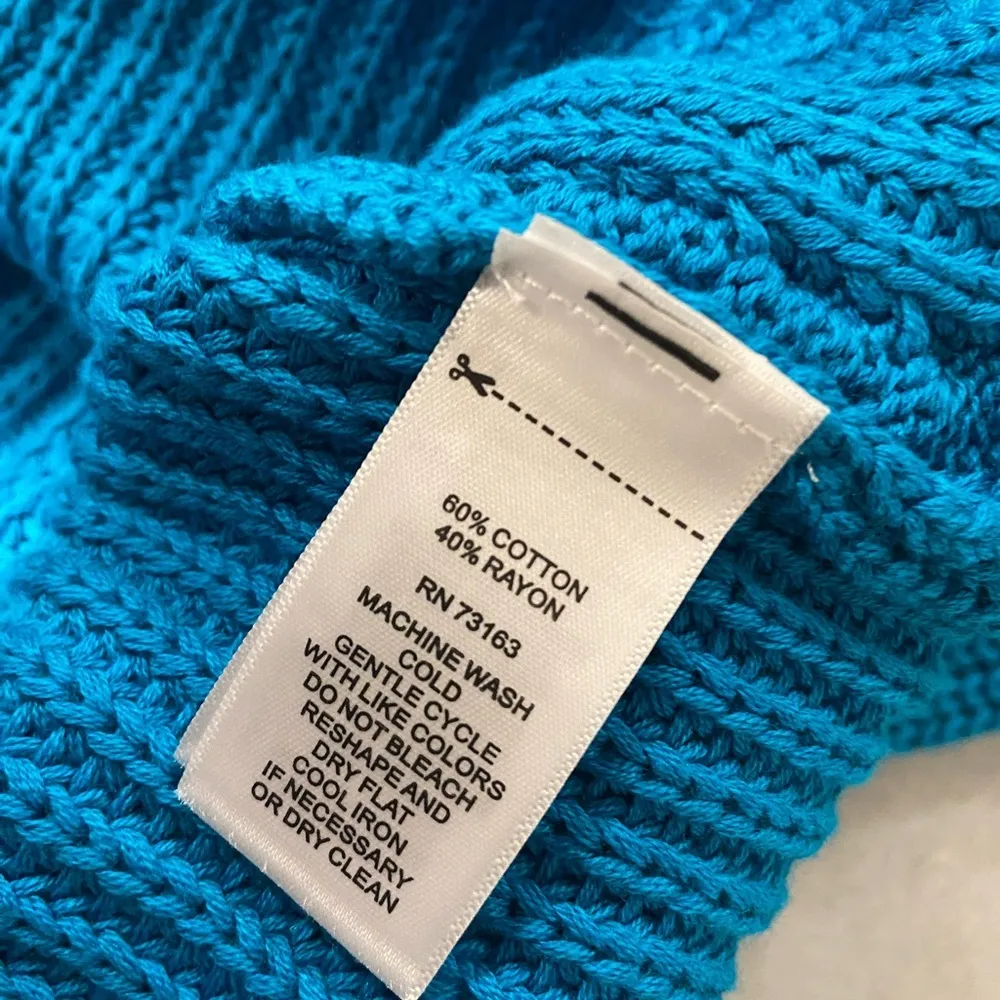 60% COTTON
40% RAYON
RN 73163
MACHINE WASH
COLD
GENTLE CYCLE
WITH LIKE COLORS
DO NOT BLEACH
RESHAPE AND
DRY FLAT
COOL IRON
IF NECESSARY
OR DRY CLEAN